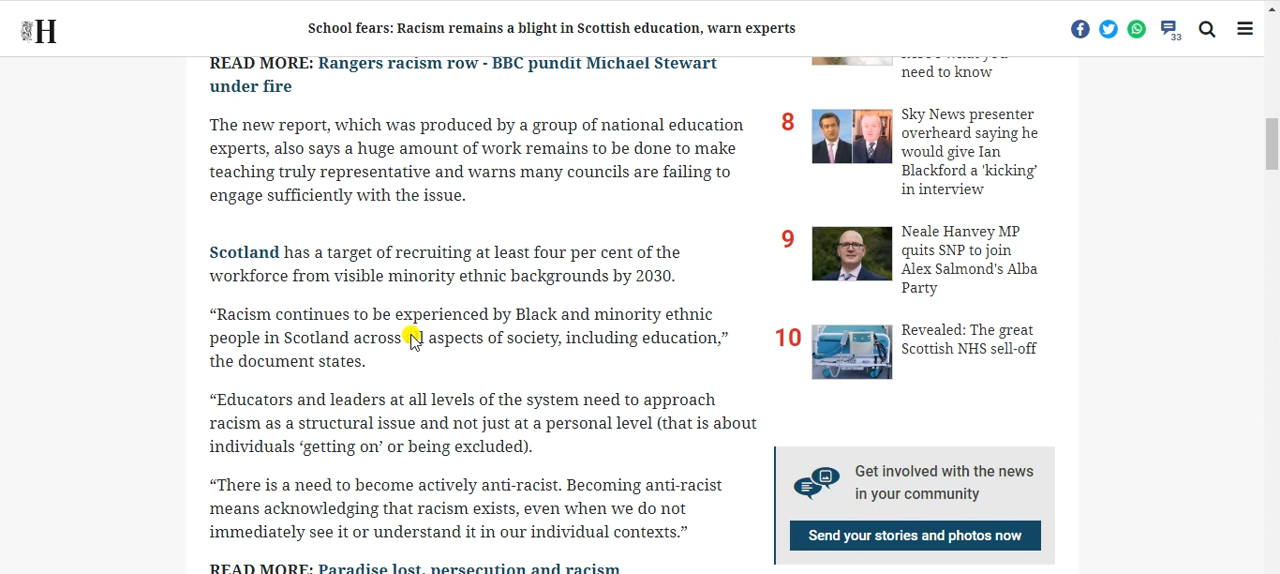 H
School fears: Racism remains a blight in Scottish education, warn experts
33
READ MORE: Rangers racism row - BBC pundit Michael Stewart
under fire
The new report, which was produced by a group of national education
experts, also says a huge amount of work remains to be done to make
teaching truly representative and warns many councils are failing to
engage sufficiently with the issue.
Scotland has a target of recruiting at least four per cent of the
workforce from visible minority ethnic backgrounds by 2030.
“Racism continues to be experienced by Black and minority ethnic
people in Scotland across aspects of society, including education,”
the document states.
“Educators and leaders at all levels of the system need to approach
racism as a structural issue and not just at a personal level (that is about
individuals ‘getting on’ or being excluded).
“There is a need to become actively anti-racist. Becoming anti-racist
means acknowledging that racism exists, even when we do not
immediately see it or understand it in our individual contexts.”
READ MORE: Paradise lost, persecution and racism
need to know
8
Sky News presenter
overheard saying he
would give Ian
Blackford a 'kicking’
in interview
9
Neale Hanvey MP
quits SNP to join
Alex Salmond's Alba
Party
10
Revealed: The great
Scottish NHS sell-off
Get involved with the news
in your community
Send your stories and photos now